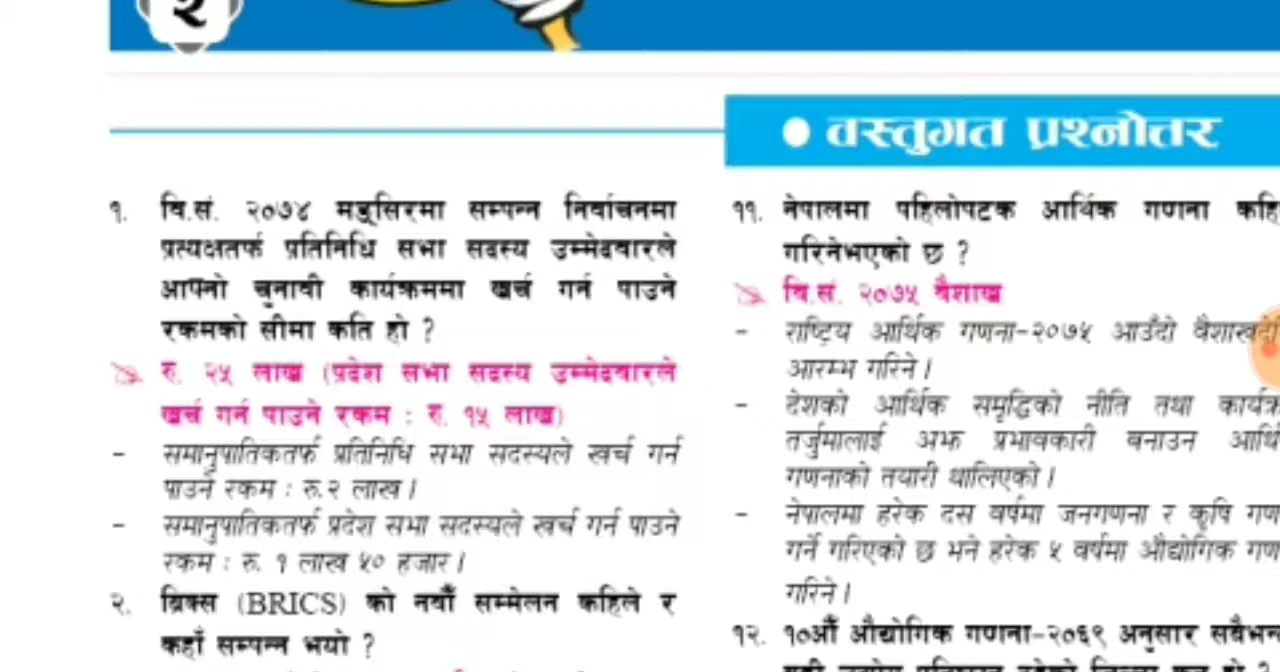 २
वस्तुगत प्रश्नोत्तर
१. वि.सं. २०७४ मङ्सिरमा सम्पन्न निर्वाचनमा
प्रत्यक्षतर्फ प्रतिनिधि सभा सदस्य उम्मेदवारले
आफ्नो चुनावी कार्यक्रममा खर्च गर्न पाउने
रकमको सीमा कति हो ?
रु. २५ लाख (प्रदेश सभा सदस्य उम्मेदवारले
खर्च गर्न पाउने रकम : रु. १५ लाख)
- समानुपातिकतर्फ प्रतिनिधि सभा सदस्यले खर्च गर्न
पाउने रकम : रु.२ लाख ।
- समानुपातिकतर्फ प्रदेश सभा सदस्यले खर्च गर्न पाउने
रकम : रु. १ लाख ५० हजार ।
२. ब्रिक्स (BRICS) को नवौं सम्मेलन कहिले र
कहाँ सम्पन्न भयो ?
११. नेपालमा पहिलोपटक आर्थिक गणना
गरिनेभएको छ ?
वि.सं. २०७५ वैशाख
- राष्ट्रिय आर्थिक गणना-२०७५ आउँदो
आरम्भ गरिने ।
- देशको आर्थिक समृद्धिको नीति तथा
तर्जुमालाई अझ प्रभावकारी बनाउन
गणनाको तयारी थालिएको ।
- नेपालमा हरेक दस वर्षमा जनगणना र कृषि
गर्ने गरिएको छ भने हरेक ५ वर्षमा औद्योगिक
गरिने ।
१२. १०औं औद्योगिक गणना-२०६९ अनुसार